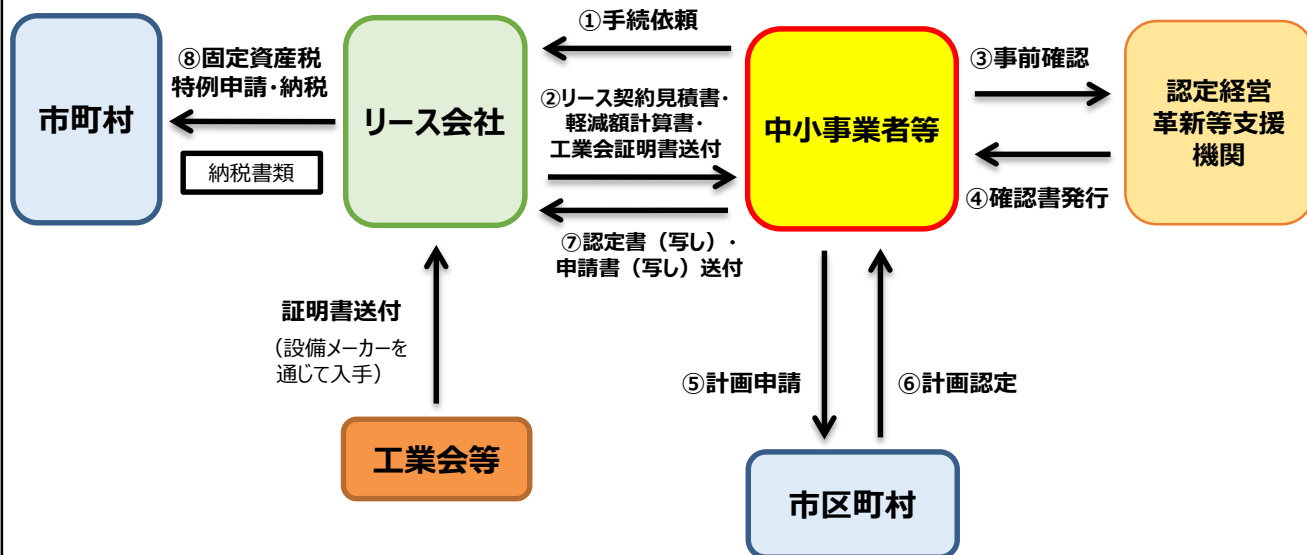 ①手続依頼
⑧固定資産税
特例申請・納税
③事前確認
市町村
リース会社
②リース契約見積書・
軽減額計算書・
工業会証明書送付
中小事業者等
認定経営
革新等支援
機関
納税書類
④確認書発行
⑦認定書（写し）・
申請書（写し）送付
証明書送付
（設備メーカーを
通じて入手）
⑤計画申請
⑥計画認定
工業会等
市区町村